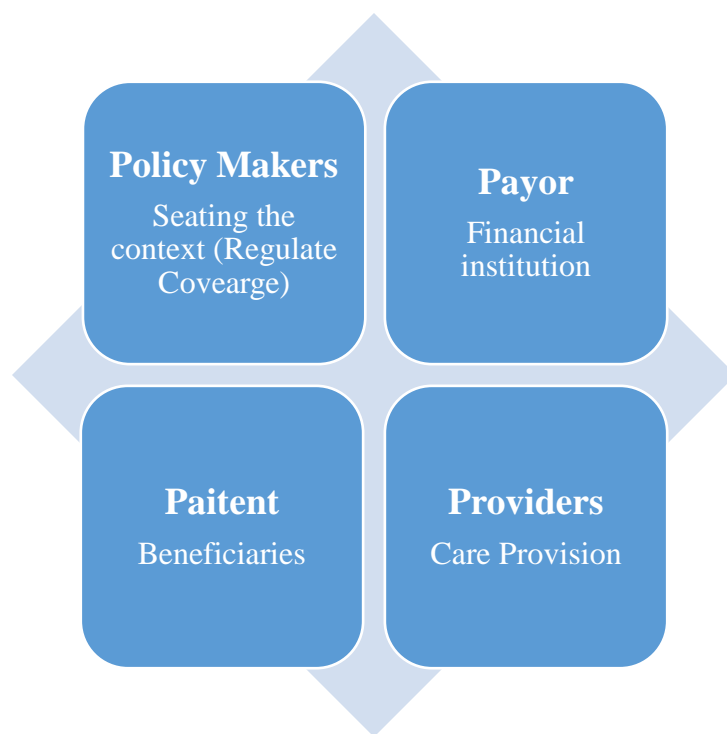 Policy Makers
Seating the
context (Regulate
Covearge)
Payor
Financial
institution
Paitent
Beneficiaries
Providers
Care Provision